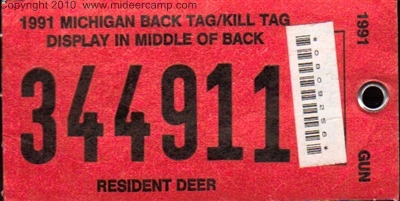 Copyright 2010 www.mideercamp.com
1991 MICHIGAN BACK TAG/KILL TAG
DISPLAY IN MIDDLE OF BACK
344911
RESIDENT DEER
1991
GUN